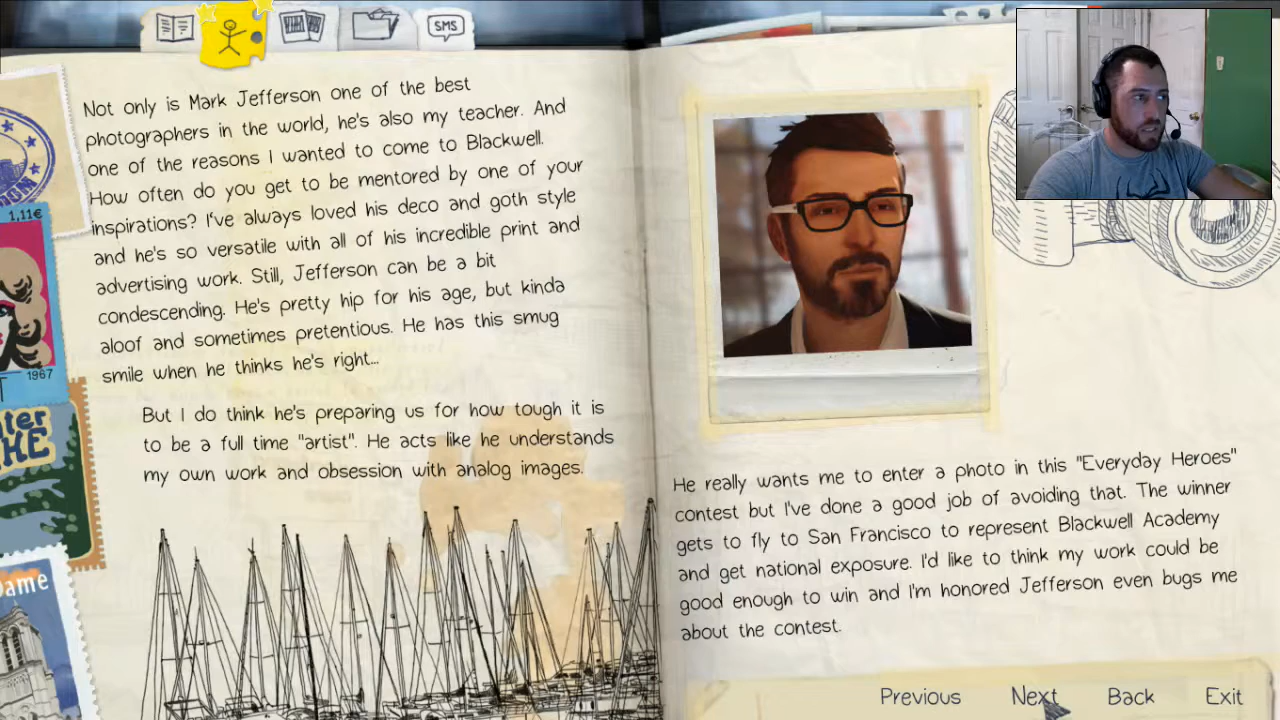 SMS
Not only is Mark Jefferson one of the best
photographers in the world, he's also my teacher. And
one of the reasons I wanted to come to Blackwell.
How often do you get to be mentored by one of your
inspirations? I've always loved his deco and goth style
and he's so versatile with all of his incredible print and
advertising work. Still, Jefferson can be a bit
condescending. He's pretty hip for his age, but kinda
aloof and sometimes pretentious. He has this smug
smile when he thinks he's right...
But I do think he's preparing us for how tough it is
to be a full time "artist". He acts like he understands
my own work and obsession with analog images.
1,11€
1967
He really wants me to enter a photo in this "Everyday Heroes"
contest but I've done a good job of avoiding that. The winner
gets to fly to San Francisco to represent Blackwell Academy
and get national exposure. I'd like to think my work could be
good enough to win and I'm honored Jefferson even bugs me
about the contest.
Previous Next Back Exit